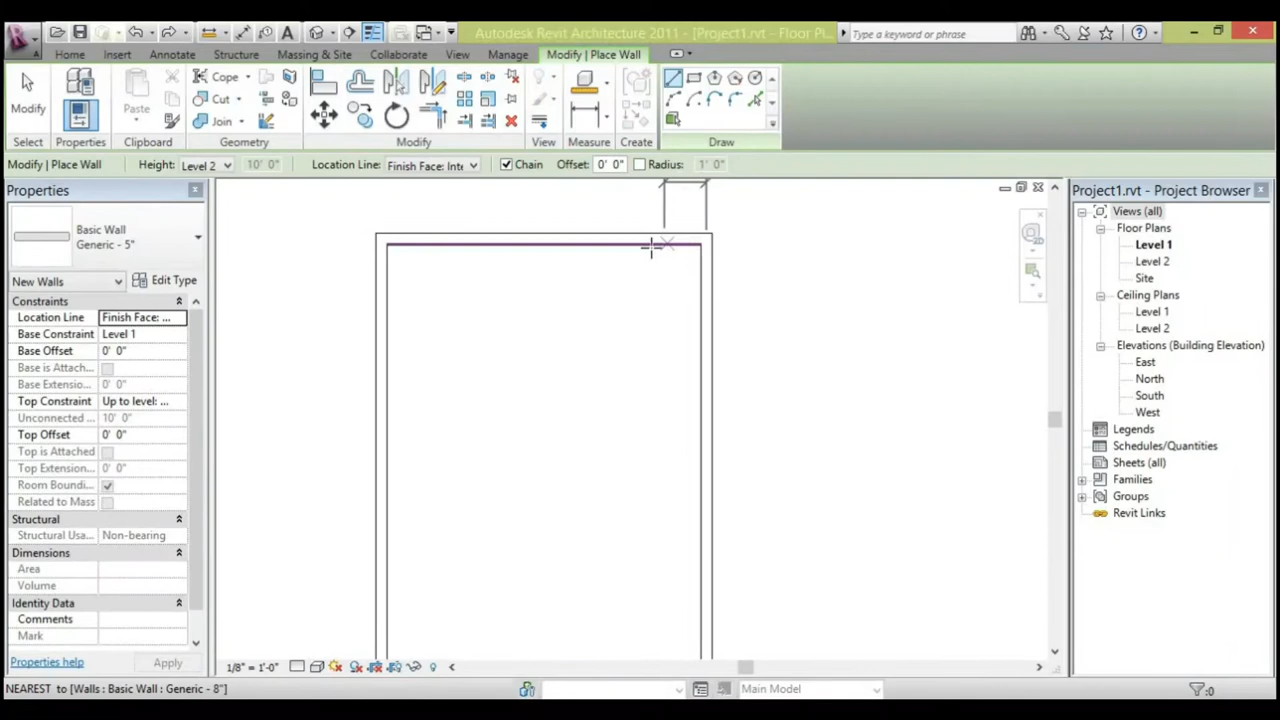 Autodesk Revit Architecture 2011 - [Project1.rvt - Floor Pl...
Type a keyword or phrase
Home Insert Annotate Structure Massing & Site Collaborate View Manage Modify | Place Wall
Modify
Paste
Cope
Cut
Join
Select Properties Clipboard Geometry Modify View Measure Create Draw
Modify | Place Wall Height: Level 2 10' 0" Location Line: Finish Face: Inte Chain Offset: 0' 0" Radius: 1' 0"
Properties
Basic Wall
Generic - 5"
New Walls Edit Type
Constraints
Location Line Finish Face: ...
Base Constraint Level 1
Base Offset 0' 0"
Base is Attach...
Base Extensio... 0' 0"
Top Constraint Up to level: ...
Unconnected ... 10' 0"
Top Offset 0' 0"
Top is Attached
Top Extension... 0' 0"
Room Boundi...
Related to Mass
Structural
Structural Usa... Non-bearing
Dimensions
Area
Volume
Identity Data
Comments
Mark
Properties help Apply
Project1.rvt - Project Browser
Views (all)
Floor Plans
Level 1
Level 2
Site
Ceiling Plans
Level 1
Level 2
Elevations (Building Elevation)
East
North
South
West
Legends
Schedules/Quantities
Sheets (all)
Families
Groups
Revit Links
1/8" = 1'-0"
NEAREST to [Walls : Basic Wall : Generic - 8"]
Main Model
:0